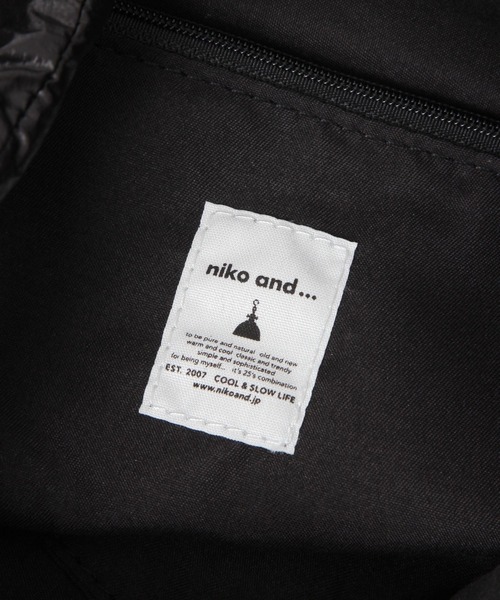 niko and...
to be pure and natural old and new
warm and cool classic and trendy
simple and sophisticated
for being myself... it's 25's combination
EST. 2007 COOL & SLOW LIFE
www.nikoand.jp